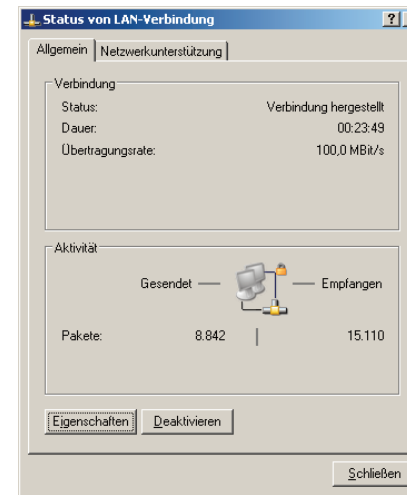 Status von LAN-Verbindung
Allgemein Netzwerkunterstützung
Verbindung
Status: Verbindung hergestellt
Dauer: 00:23:49
Übertragungsrate: 100,0 MBit/s
Aktivität
Gesendet Empfangen
Pakete: 8.842 15.110
Eigenschaften Deaktivieren
Schließen